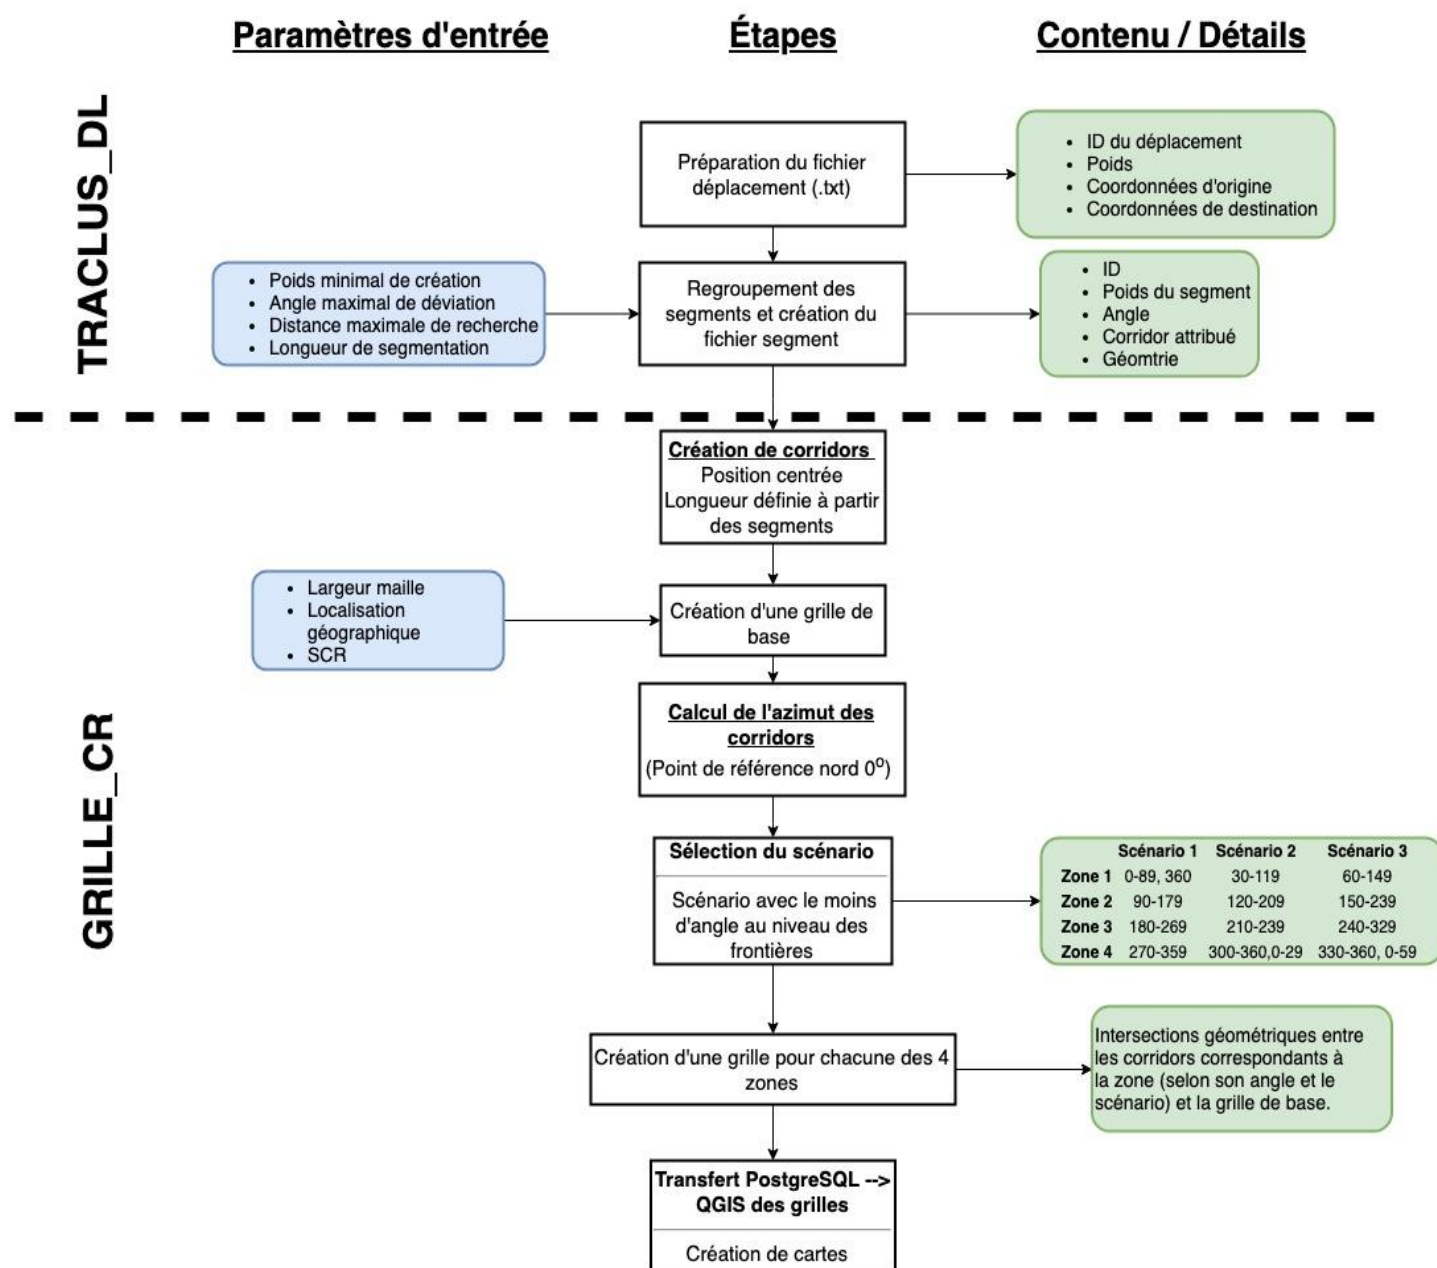 Paramètres d'entrée
Étapes
Contenu / Détails
TRACLUS_DL
Préparation du fichier
déplacement (.txt)
ID du déplacement
Poids
Coordonnées d'origine
Coordonnées de destination
Poids minimal de création
Angle maximal de déviation
Distance maximale de recherche
Longueur de segmentation
Regroupement des
segments et création du
fichier segment
ID
Poids du segment
Angle
Corridor attribué
Géomtrie
GRILLE_CR
Création de corridors
Position centrée
Longueur définie à partir
des segments
Largeur maille
Localisation
géographique
SCR
Création d'une grille de
base
Calcul de l'azimut des
corridors
(Point de référence nord 0º)
Sélection du scénario
Scénario avec le moins
d'angle au niveau des
frontières
Scénario 1 Scénario 2 Scénario 3
Zone 1 0-89, 360 30-119 60-149
Zone 2 90-179 120-209 150-239
Zone 3 180-269 210-239 240-329
Zone 4 270-359 300-360,0-29 330-360, 0-59
Création d'une grille pour chacune des 4
zones
Intersections géométriques entre
les corridors correspondants à
la zone (selon son angle et le
scénario) et la grille de base.
Transfert PostgreSQL -->
QGIS des grilles
Création de cartes